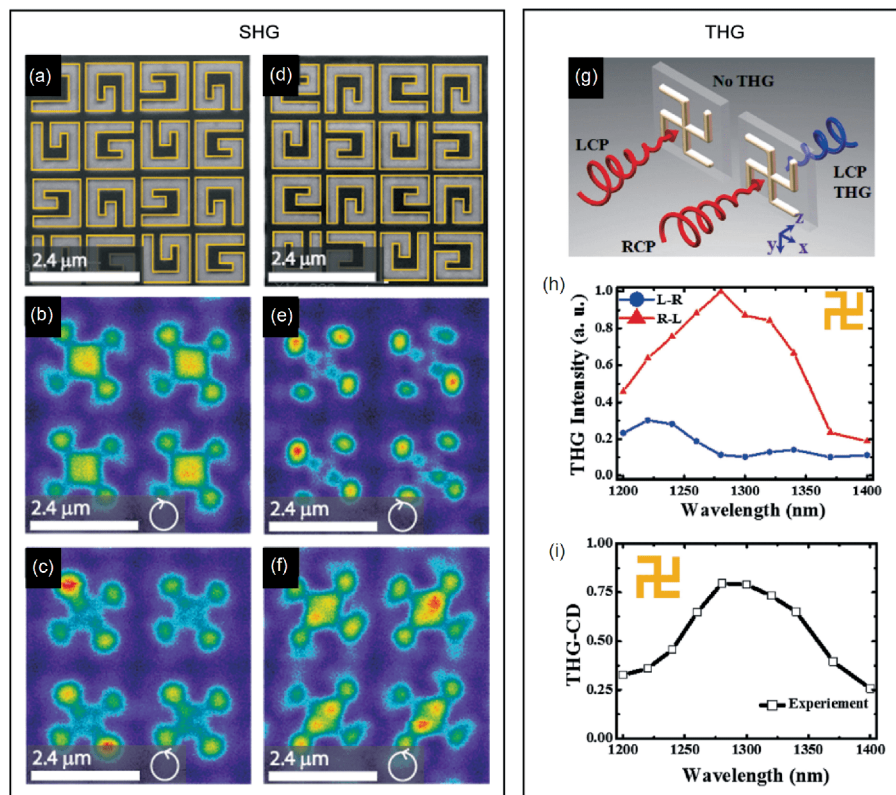 SHG
(a)
2.4 μm
(d)
2.4 μm
(b)
2.4 μm
(e)
2.4 μm
(c)
2.4 μm
(f)
2.4 μm
THG
(g)
No THG
LCP
LCP
THG
RCP
z
y
x
(h)
THG Intensity (a. u.)
1.0
0.8
0.6
0.4
0.2
0.0
L-R
R-L
1200 1250 1300 1350 1400
Wavelength (nm)
(i)
THG-CD
1.00
0.75
0.50
0.25
0.00
Experiement
1200 1250 1300 1350 1400
Wavelength (nm)